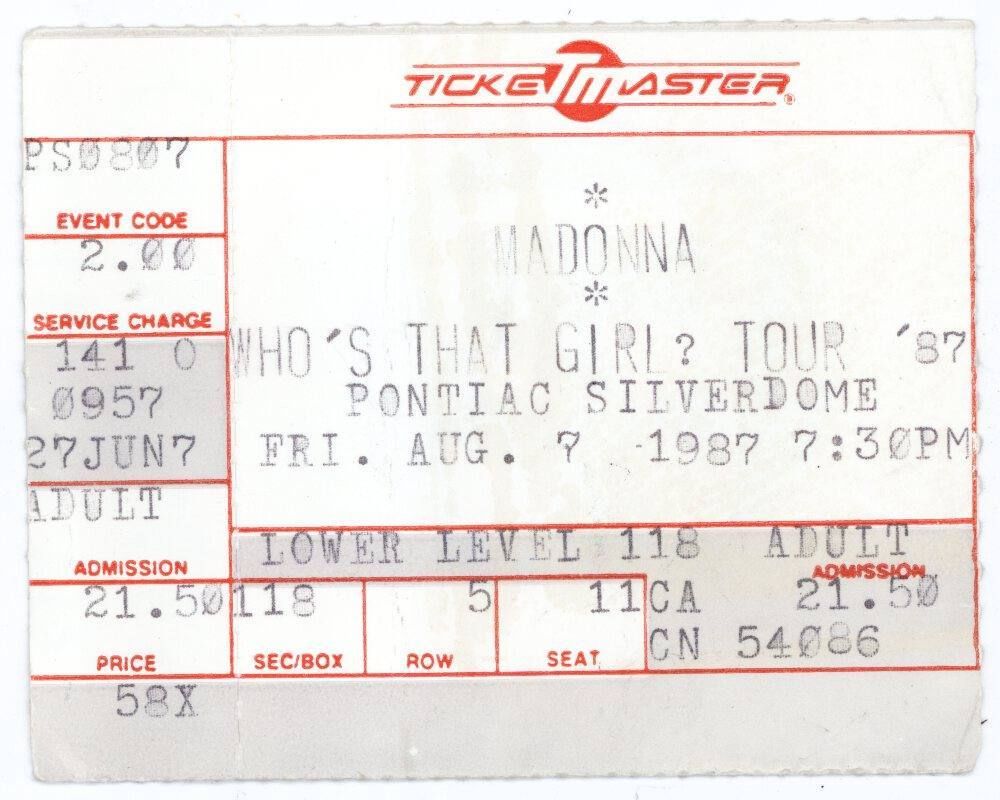 TICKETMASTER®
PS0807
EVENT CODE
2.00
SERVICE CHARGE
141 0
0957
27JUN7
ADULT
ADMISSION
21.50
PRICE
58X
*
MADONNA
*
WHO'S THAT GIRL? TOUR '87
PONTIAC SILVERDOME
FRI. AUG. 7 1987 7:30PM
LOWER LEVEL 118 ADULT
ADMISSION
118 5 11 CA 21.50
SEC/BOX ROW SEAT CN 54086